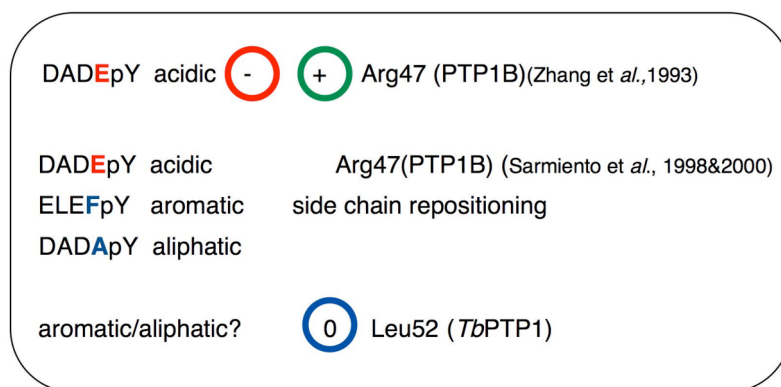 DADEpY acidic - + Arg47 (PTP1B)(Zhang et al.,1993)
DADEpY acidic Arg47(PTP1B) (Sarmiento et al., 1998&2000)
ELEFpY aromatic side chain repositioning
DADApY aliphatic
aromatic/aliphatic? 0 Leu52 (TbPTP1)